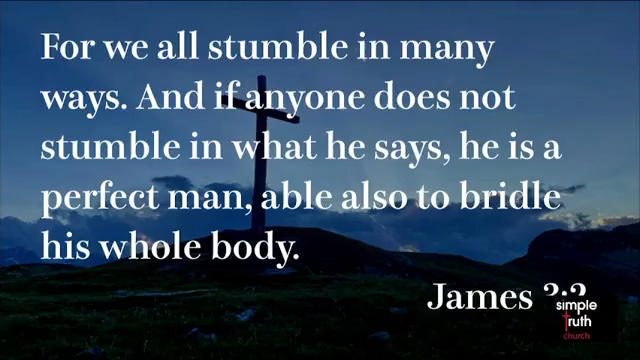 For we all stumble in many
ways. And if anyone does not
stumble in what he says, he is a
perfect man, able also to bridle
his whole body.
James
simple
truth
church